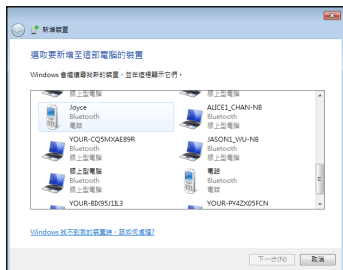 新增裝置
選取要新增至這部電腦的裝置
Windows 會繼續尋找新的裝置，並在這裡顯示它們。
膝上型電腦
膝上型電腦
Joyce
Bluetooth
電話
ALICE1_CHAN-NB
Bluetooth
膝上型電腦
YOUR-CQ5MXAE89R
Bluetooth
膝上型電腦
JASON1_WU-NB
Bluetooth
膝上型電腦
膝上型電腦
Bluetooth
膝上型電腦
電話
Bluetooth
電話
YOUR-BIX95J1L3
YOUR-PY4ZX05FCN
Windows 找不到我的裝置時，該如何處理?
下一步(N)
取消